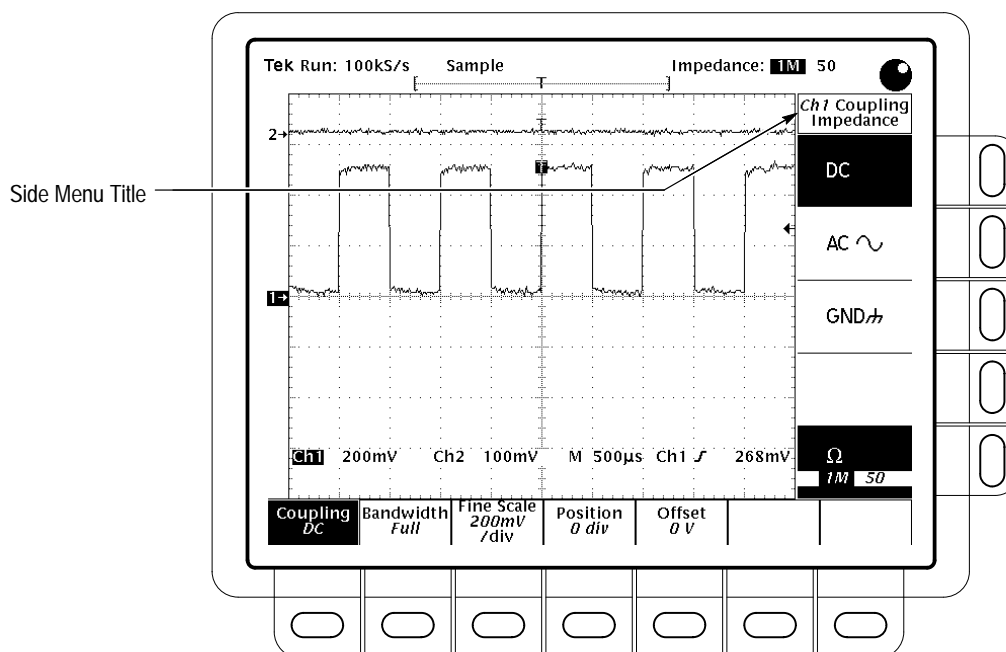 Tek Run: 100kS/s Sample Impedance: 1M 50
T
Ch1 Coupling
Impedance
2
T
DC
Side Menu Title
AC
1
GND
Ch1 200mV Ch2 100mV M 500µs Ch1 268mV
Ω
1M 50
Coupling
DC
Bandwidth
Full
Fine Scale
200mV
/div
Position
0 div
Offset
0 V